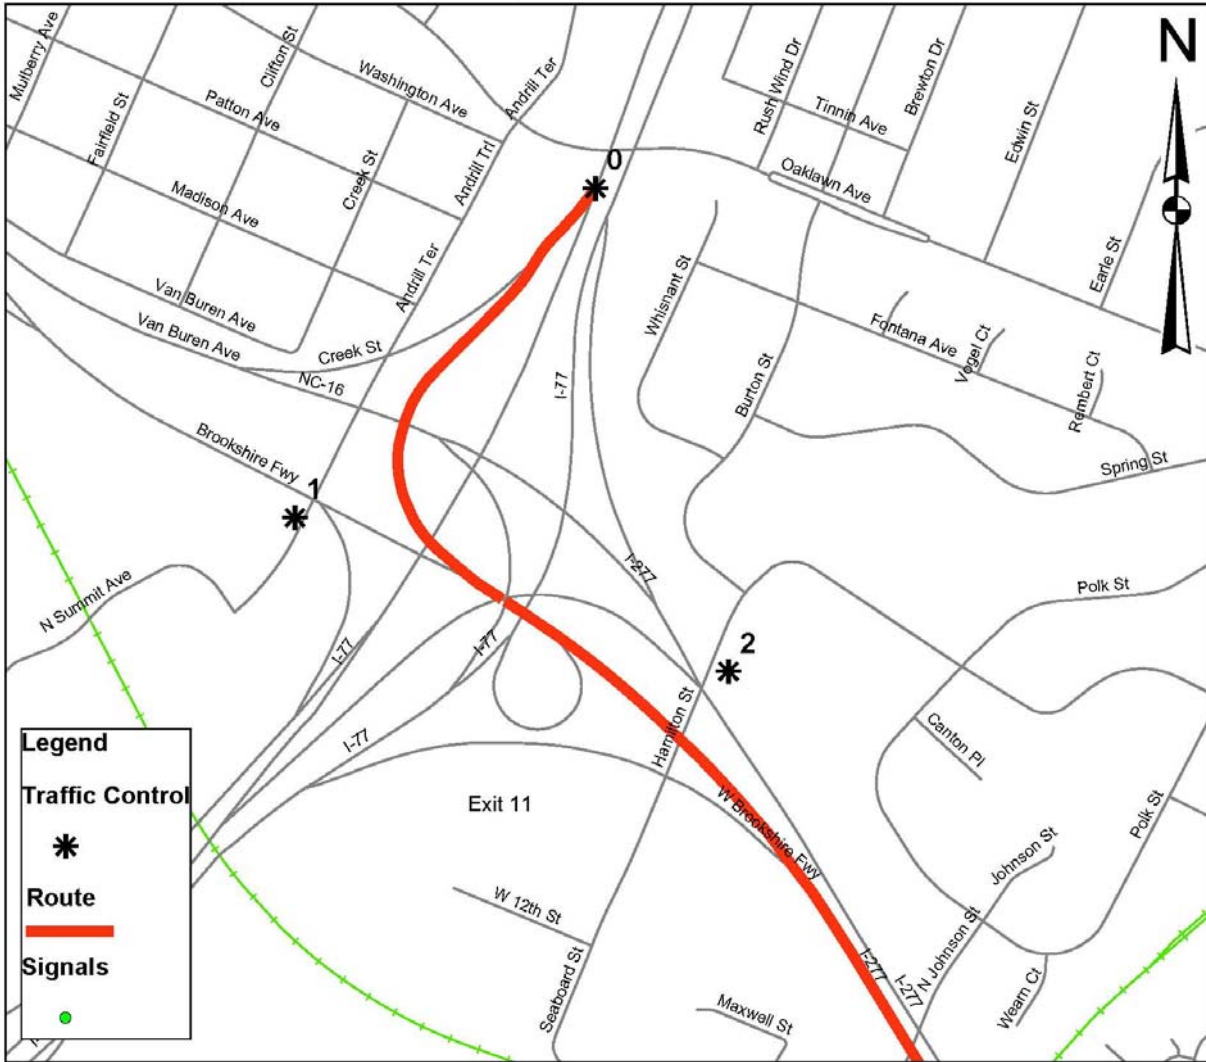 Mulberry Ave
Clifton St
Washington Ave
Andrill Ter
Rush Wind Dr
Brewton Dr
N
Patton Ave
Tinnin Ave
Fairfield St
Edwin St
Andrill Trl
0
Creek St
Oaklawn Ave
Madison Ave
Andrill Ter
Earle St
Whisnant St
Van Buren Ave
Van Buren Ave
Fontana Ave
Vogel Ct
Creek St
NC-16
I-77
Burton St
Rembert Ct
Brookshire Fwy
Spring St
1
I-277
N Summit Ave
Polk St
I-77
I-77
2
Hamilton St
Canton Pl
I-77
Legend
Traffic Control
Exit 11
W Brookshire Fwy
Polk St
Johnson St
Route
W 12th St
N Johnson St
Signals
Seaboard St
I-277
I-277
Wearn Ct
Maxwell St